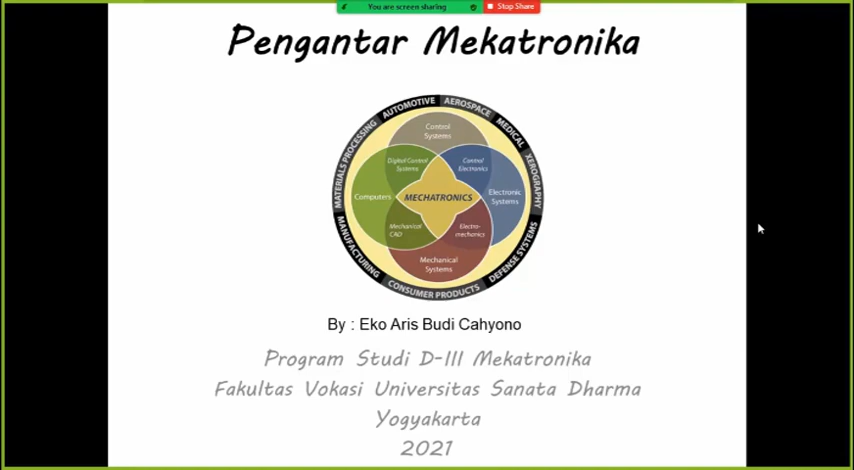 You are screen sharing
Stop Share
Pengantar Mekatronika
AUTOMOTIVE
AEROSPACE
MEDICAL
XEROGRAPHY
DEFENSE SYSTEMS
CONSUMER PRODUCTS
MANUFACTURING
MATERIALS PROCESSING
Control
Systems
Digital Control
Systems
Control
Electronics
Computers
MECHATRONICS
Electronic
Systems
Mechanical
CAD
Electro-
mechanics
Mechanical
Systems
By : Eko Aris Budi Cahyono
Program Studi D-III Mekatronika
Fakultas Vokasi Universitas Sanata Dharma
Yogyakarta
2021